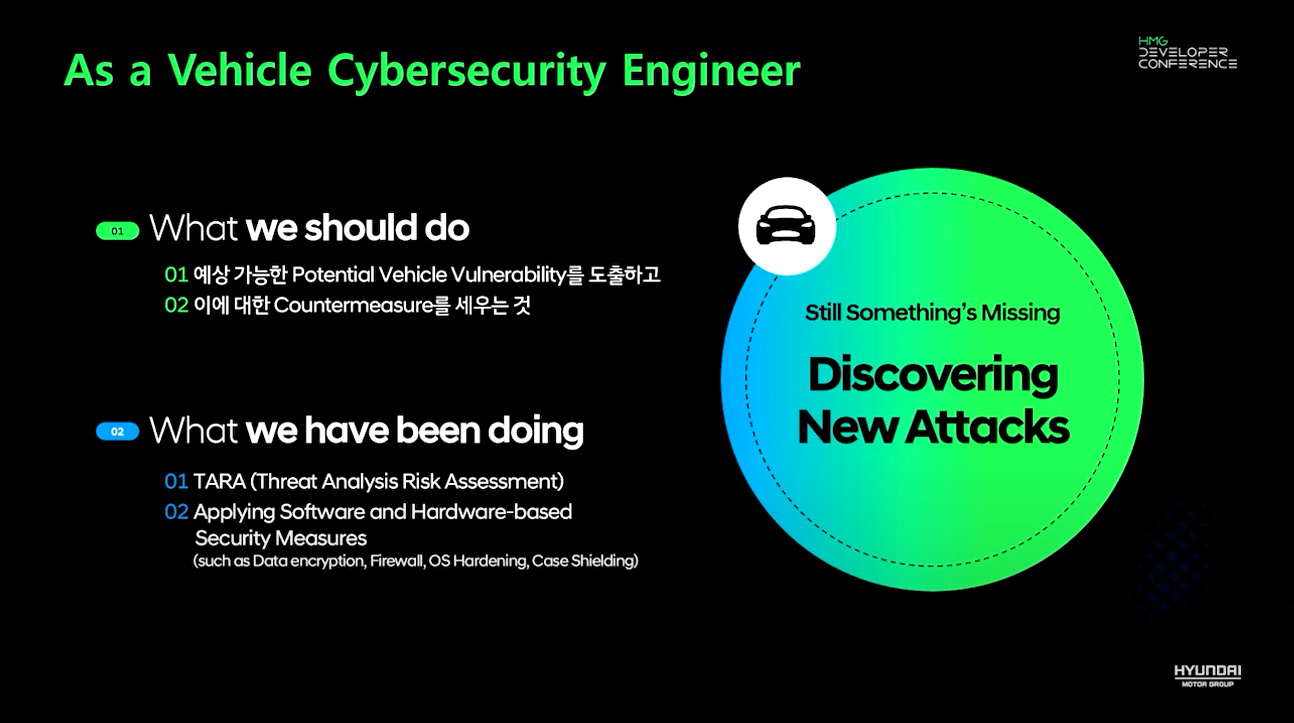 As a Vehicle Cybersecurity Engineer
HMG
DEVELOPER
CONFERENCE
01 What we should do
01 예상 가능한 Potential Vehicle Vulnerability를 도출하고
02 이에 대한 Countermeasure를 세우는 것
02 What we have been doing
01 TARA (Threat Analysis Risk Assessment)
02 Applying Software and Hardware-based
Security Measures
(such as Data encryption, Firewall, OS Hardening, Case Shielding)
Still Something's Missing
Discovering
New Attacks
HYUNDAI
MOTOR GROUP